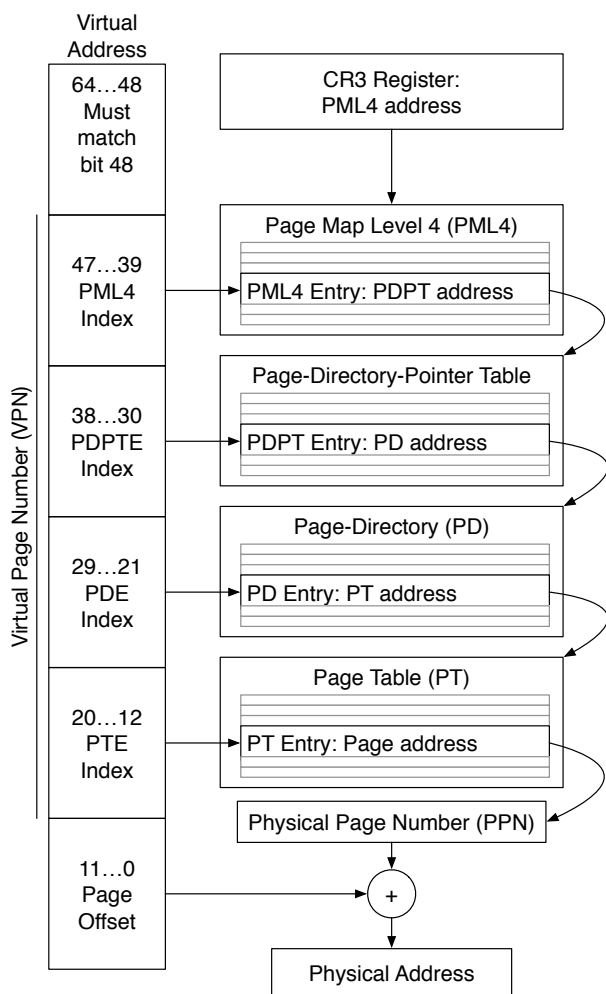 Virtual
Address
64…48
Must
match
bit 48
47…39
PML4
Index
38…30
PDPTE
Index
29…21
PDE
Index
20…12
PTE
Index
11…0
Page
Offset
Virtual Page Number (VPN)
CR3 Register:
PML4 address
Page Map Level 4 (PML4)
PML4 Entry: PDPT address
Page-Directory-Pointer Table
PDPT Entry: PD address
Page-Directory (PD)
PD Entry: PT address
Page Table (PT)
PT Entry: Page address
Physical Page Number (PPN)
+
Physical Address